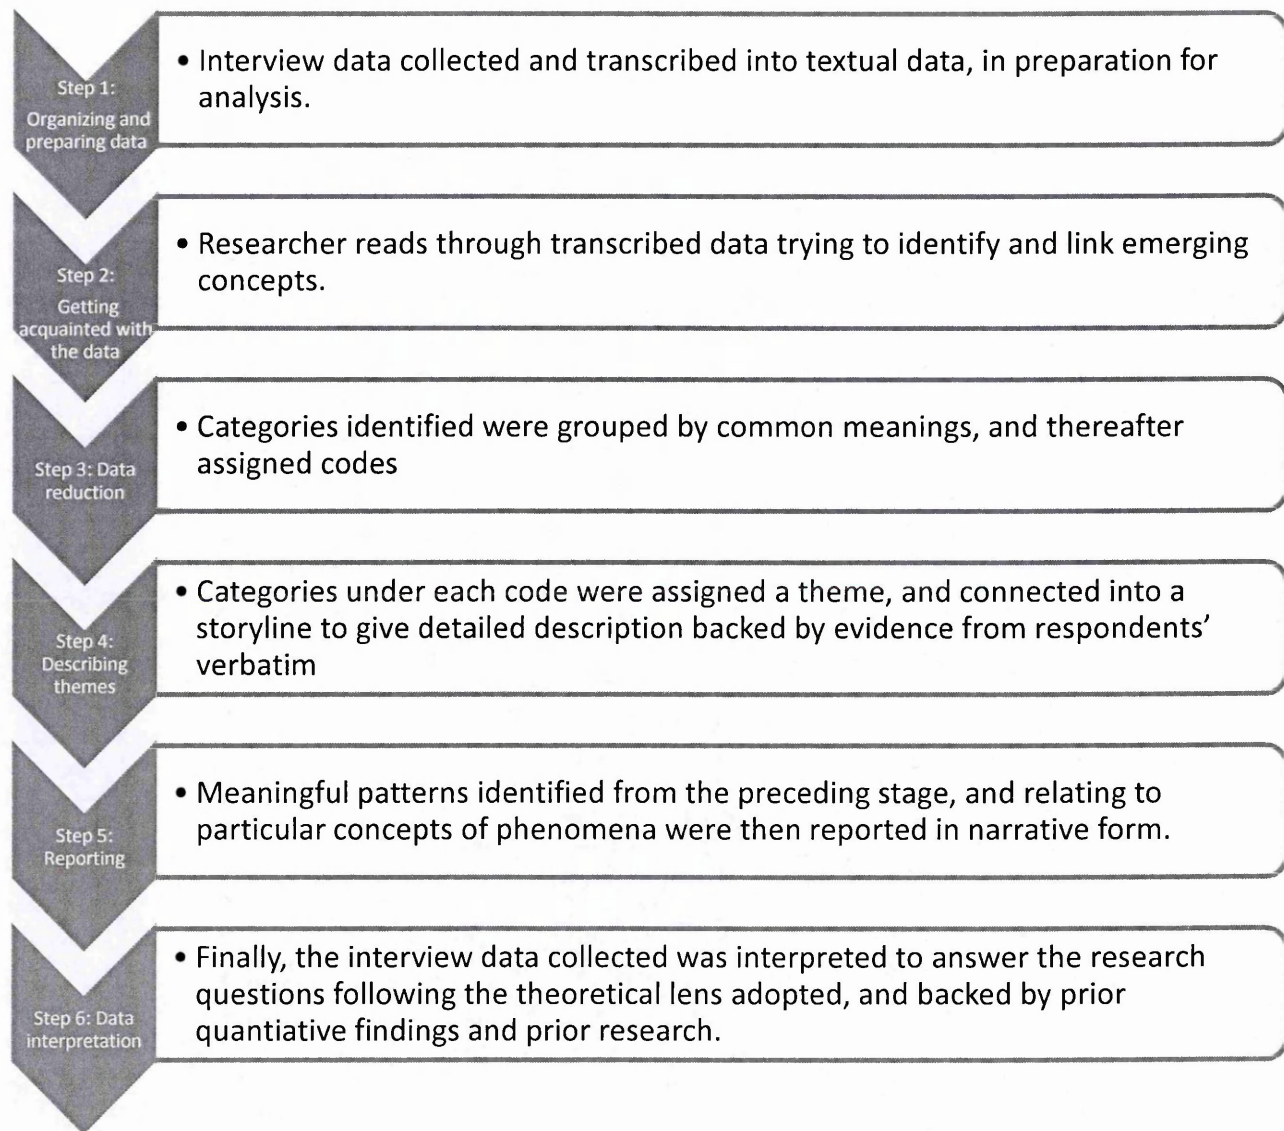 Step 1:
Organizing and
preparing data
• Interview data collected and transcribed into textual data, in preparation for
analysis.
Step 2:
Getting
acquainted with
the data
• Researcher reads through transcribed data trying to identify and link emerging
concepts.
Step 3: Data
reduction
• Categories identified were grouped by common meanings, and thereafter
assigned codes
Step 4:
Describing
themes
• Categories under each code were assigned a theme, and connected into a
storyline to give detailed description backed by evidence from respondents'
verbatim
Step 5:
Reporting
• Meaningful patterns identified from the preceding stage, and relating to
particular concepts of phenomena were then reported in narrative form.
Step 6: Data
interpretation
• Finally, the interview data collected was interpreted to answer the research
questions following the theoretical lens adopted, and backed by prior
quantiative findings and prior research.